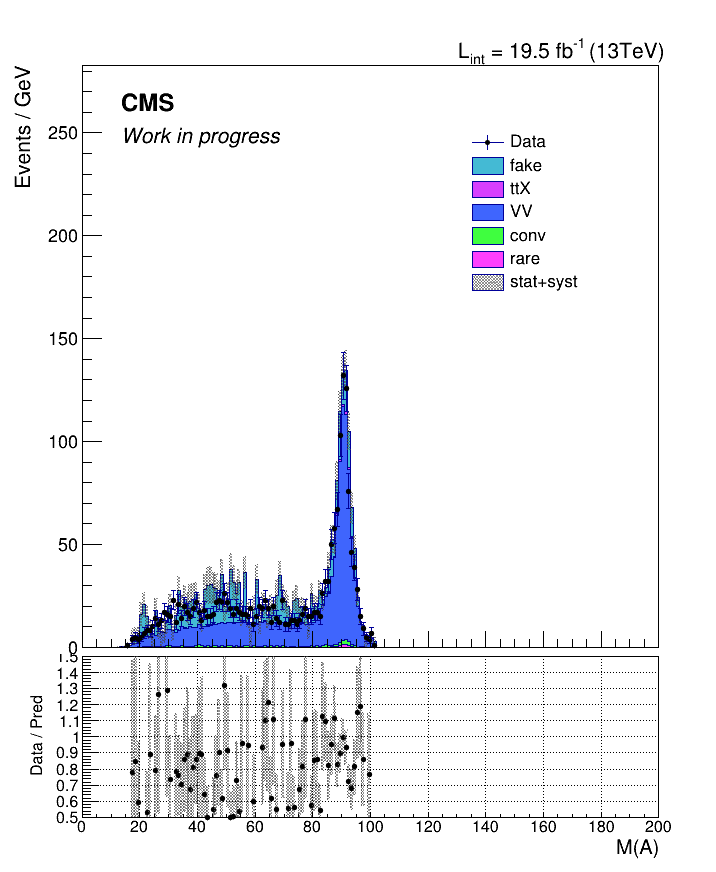 L_int = 19.5 fb^-1 (13TeV)
Events / GeV
CMS
Work in progress
250
200
150
100
50
0
Data
fake
ttX
VV
conv
rare
stat+syst
Data / Pred
1.5
1.4
1.3
1.2
1.1
1
0.9
0.8
0.7
0.6
0.5
0 20 40 60 80 100 120 140 160 180 200
M(A)